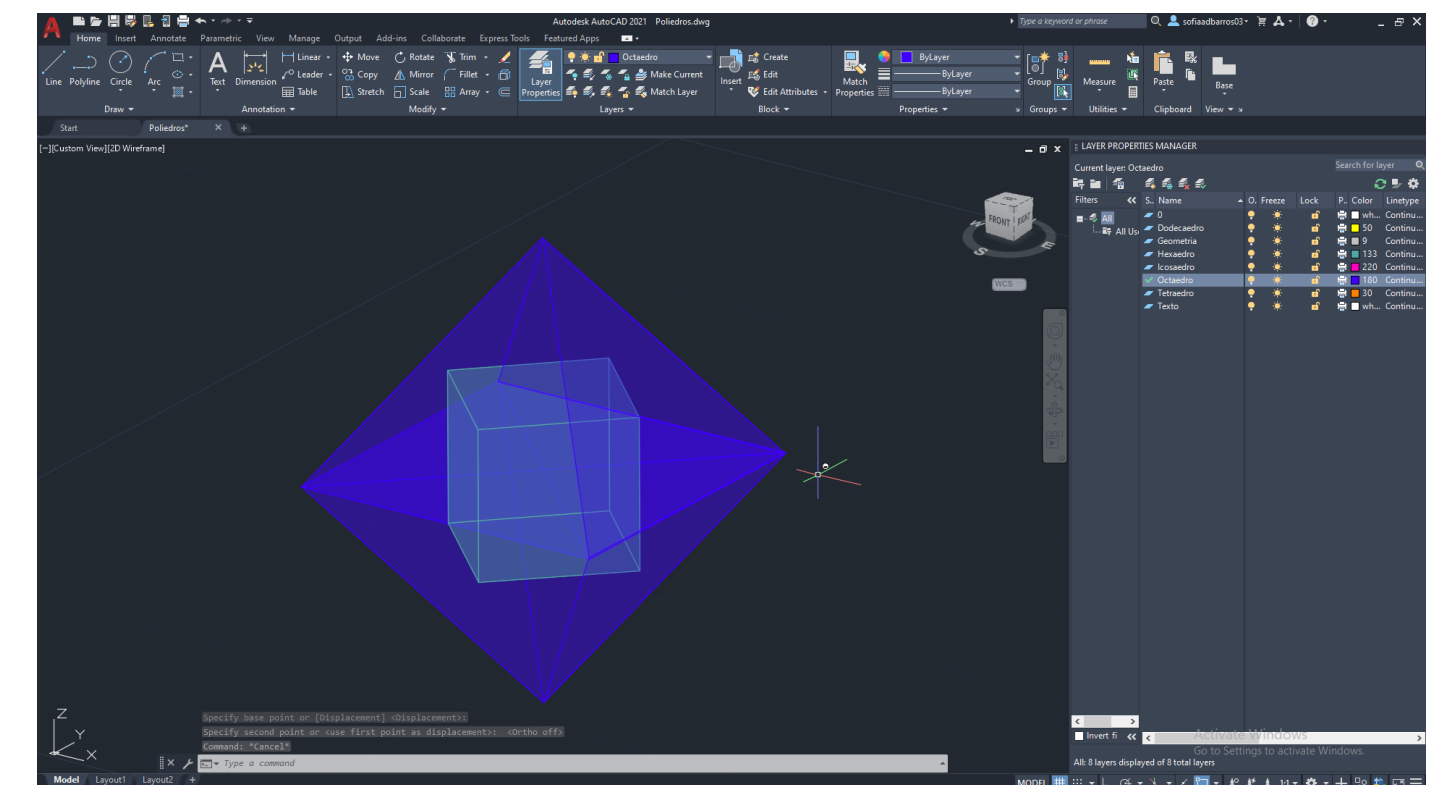 Autodesk AutoCAD 2021 Poliedros.dwg
Type a keyword or phrase
sofiaadbarros03
Home Insert Annotate Parametric View Manage Output Add-ins Collaborate Express Tools Featured Apps
Line Polyline Circle Arc
Text Dimension
Linear
Leader
Table
Move Rotate Trim
Copy Mirror Fillet
Stretch Scale Array
Layer Properties
Octaedro
Make Current
Match Layer
Insert
Create
Edit
Edit Attributes
Match Properties
ByLayer
ByLayer
ByLayer
Group
Measure
Paste
Base
Draw Annotation Modify Layers Block Properties Groups Utilities Clipboard View
Start Poliedros* +
[−][Custom View][2D Wireframe]
TOP
FRONT RIGHT
S E
WCS
LAYER PROPERTIES MANAGER
Current layer: Octaedro
Search for layer
Filters
All
All Us
S.. Name O. Freeze Lock P.. Color Linetype
0 wh... Continu...
Dodecaedro 50 Continu...
Geometria 9 Continu...
Hexaedro 133 Continu...
Icosaedro 220 Continu...
Octaedro 180 Continu...
Tetraedro 30 Continu...
Texto wh... Continu...
Invert fi
Activate Windows
Go to Settings to activate Windows.
All: 8 layers displayed of 8 total layers
Z
Y
X
Specify base point or [Displacement] <Displacement>:
Specify second point or <use first point as displacement>: <Ortho off>
Command: *Cancel*
Type a command
Model Layout1 Layout2 +
MODEL
1:1